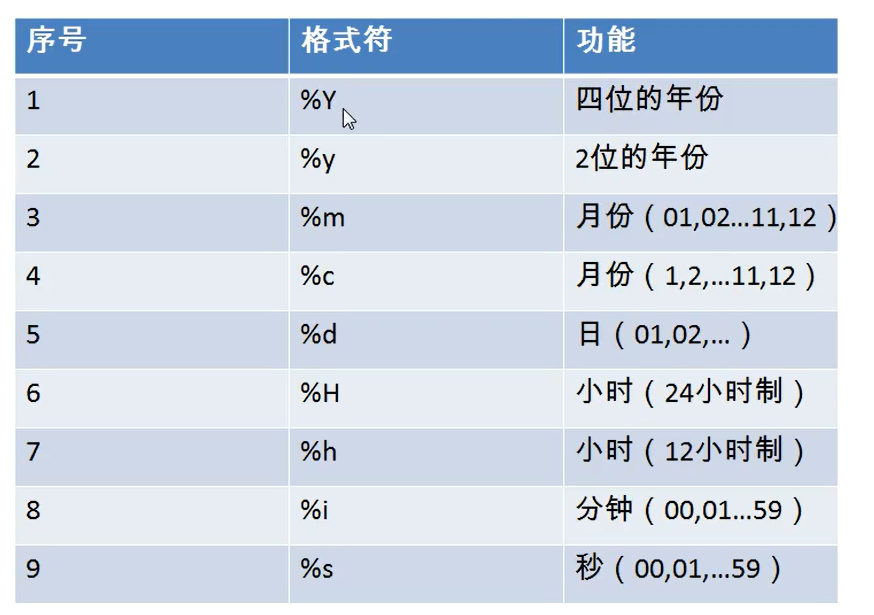 序号 格式符 功能
1 %Y 四位的年份
2 %y 2位的年份
3 %m 月份（01,02…11,12）
4 %c 月份（1,2,…11,12）
5 %d 日（01,02,…）
6 %H 小时（24小时制）
7 %h 小时（12小时制）
8 %i 分钟（00,01…59）
9 %s 秒（00,01,…59）